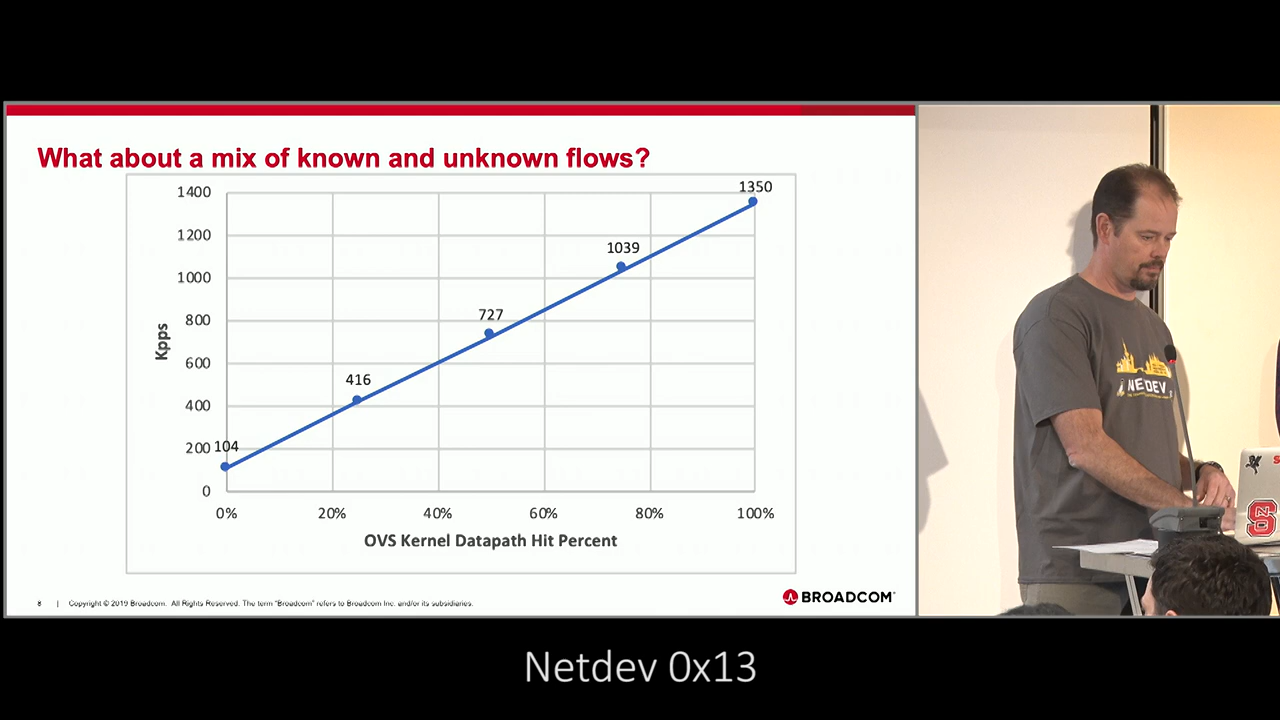 What about a mix of known and unknown flows?
1400
1200
1000
800
600
400
200
0
104
416
727
1039
1350
Kpps
0%
20%
40%
60%
80%
100%
OVS Kernel Datapath Hit Percent
8 | Copyright © 2019 Broadcom. All Rights Reserved. The term "Broadcom" refers to Broadcom Inc. and/or its subsidiaries.
BROADCOM
NETDEV
S
Netdev 0x13